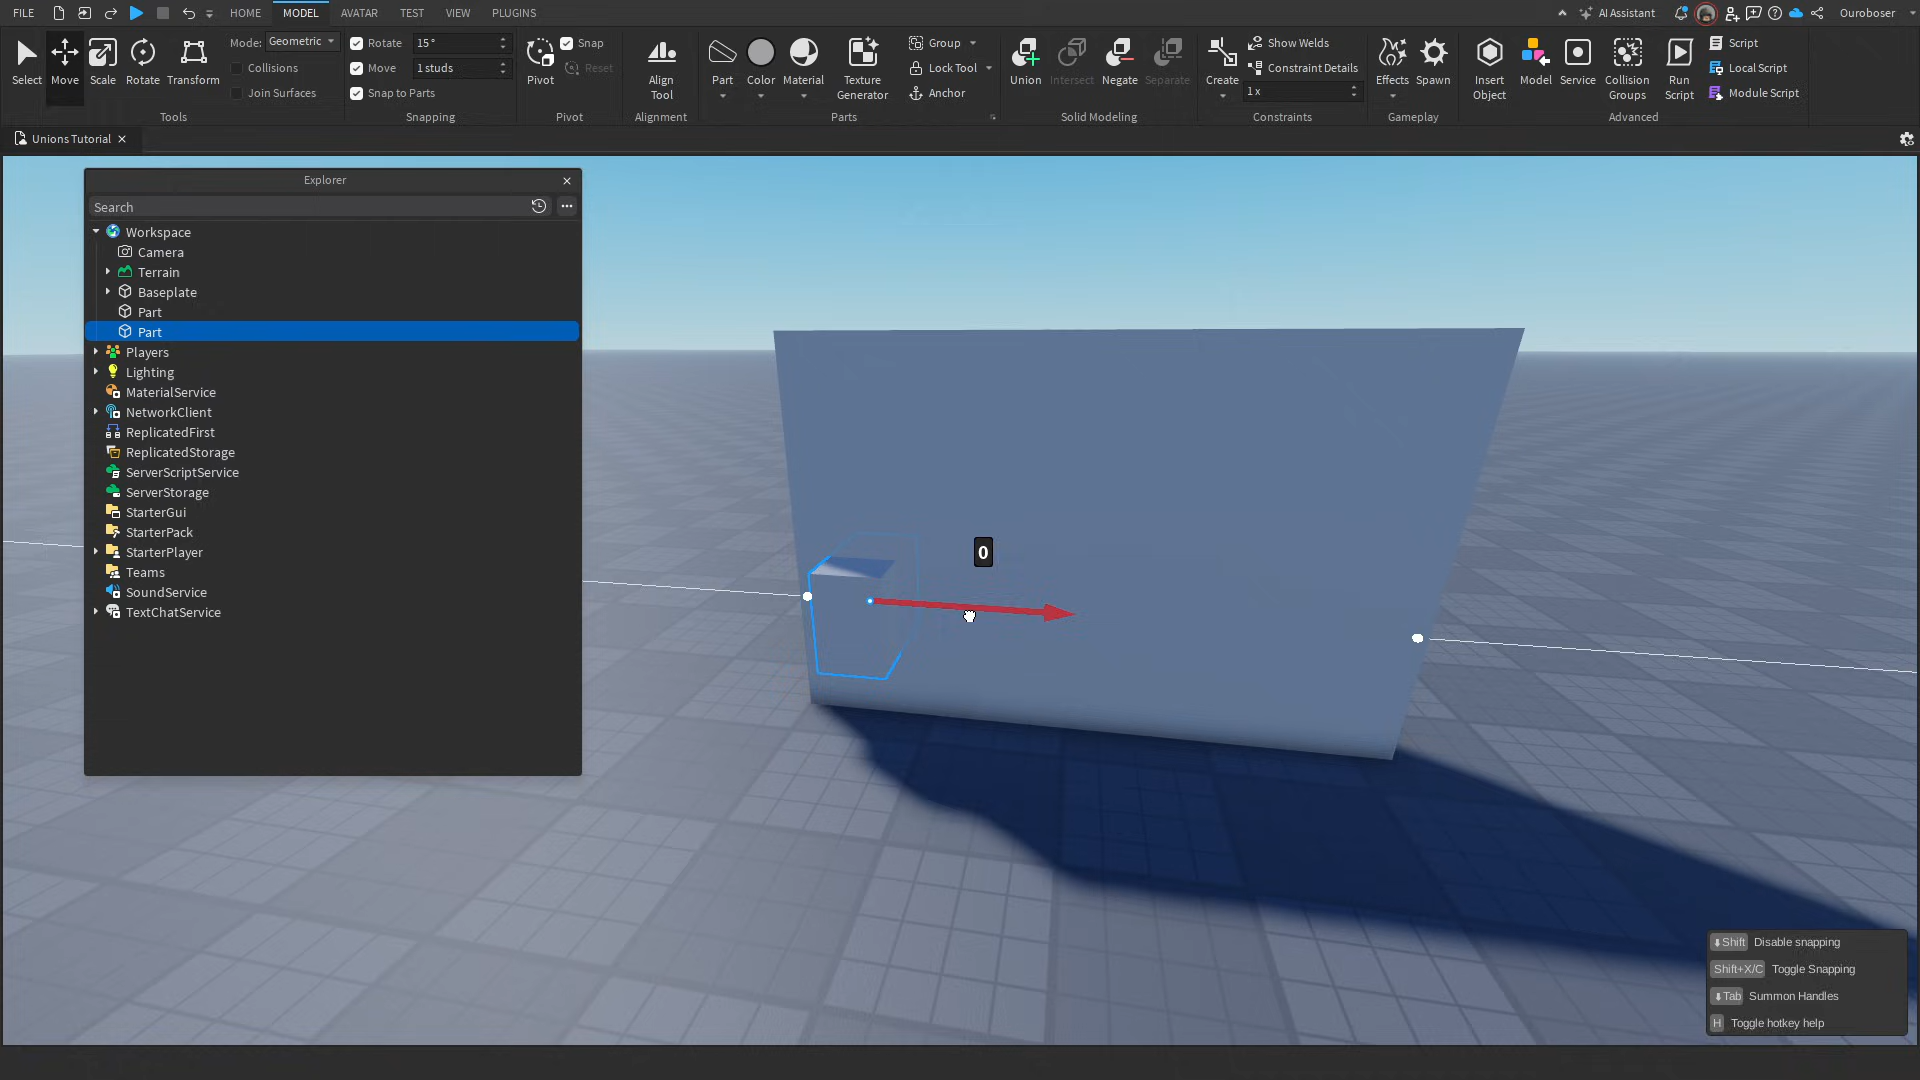 FILE HOME MODEL AVATAR TEST VIEW PLUGINS AI Assistant Ouroboser
Select Move Scale Rotate Transform
Mode: Geometric
Collisions
Join Surfaces
Tools
Rotate 15°
Move 1 studs
Snap to Parts
Snapping
Pivot
Snap
Reset
Pivot
Align
Tool
Alignment
Part Color Material Texture
Generator
Group
Lock Tool
Anchor
Parts
Union Intersect Negate Separate
Solid Modeling
Create
Show Welds
Constraint Details
1 x
Constraints
Effects Spawn
Gameplay
Insert
Object
Model Service Collision
Groups
Run
Script
Script
Local Script
Module Script
Advanced
Unions Tutorial
Explorer
Search
Workspace
Camera
Terrain
Baseplate
Part
Part
Players
Lighting
MaterialService
NetworkClient
ReplicatedFirst
ReplicatedStorage
ServerScriptService
ServerStorage
StarterGui
StarterPack
StarterPlayer
Teams
SoundService
TextChatService
0
Shift Disable snapping
Shift+X/C Toggle Snapping
Tab Summon Handles
H Toggle hotkey help